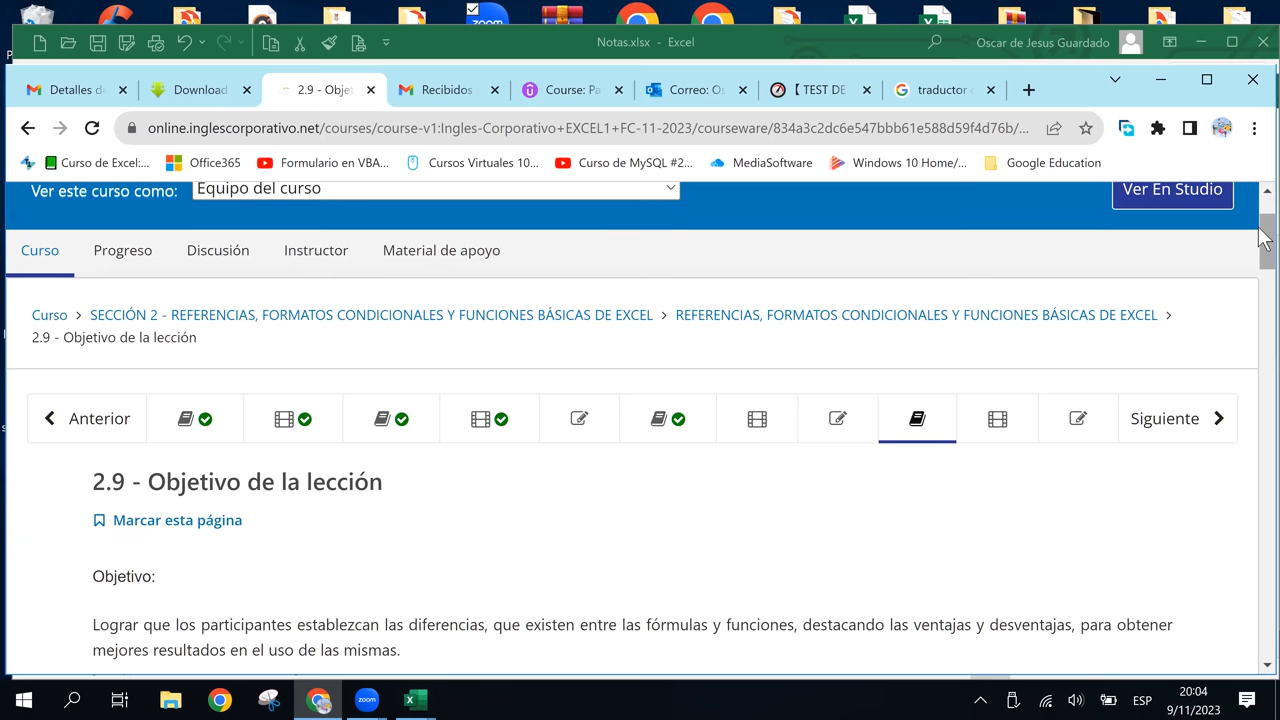 zoom
Notas.xlsx - Excel
Oscar de Jesus Guardado
Detalles de
Download
2.9 - Objeti
Recibidos
Course: Pa
Correo: Os
【 TEST DE
traductor
online.inglescorporativo.net/courses/course-v1:Ingles-Corporativo+EXCEL1+FC-11-2023/courseware/834a3c2dc6e547bbb61e588d59f4d76b/...
Curso de Excel:...
Office365
Formulario en VBA...
Cursos Virtuales 10...
Curso de MySQL #2...
MediaSoftware
Windows 10 Home/...
Google Education
Ver este curso como:
Equipo del curso
Ver En Studio
Curso
Progreso
Discusión
Instructor
Material de apoyo
Curso > SECCIÓN 2 - REFERENCIAS, FORMATOS CONDICIONALES Y FUNCIONES BÁSICAS DE EXCEL > REFERENCIAS, FORMATOS CONDICIONALES Y FUNCIONES BÁSICAS DE EXCEL >
2.9 - Objetivo de la lección
Anterior
Siguiente
2.9 - Objetivo de la lección
Marcar esta página
Objetivo:
Lograr que los participantes establezcan las diferencias, que existen entre las fórmulas y funciones, destacando las ventajas y desventajas, para obtener
mejores resultados en el uso de las mismas.
zoom
ESP
20:04
9/11/2023